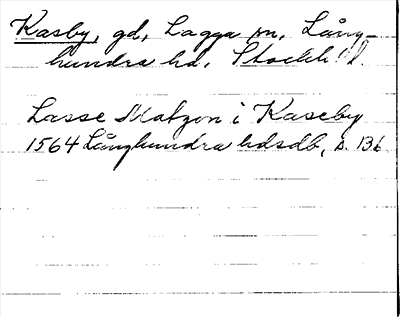 Kasby, gd, Lagga sn, Lång-
hundra hd, Stockh. l.
Lasse Matzon i Kaseby
1564 Långhundra hdsdb, s. 136